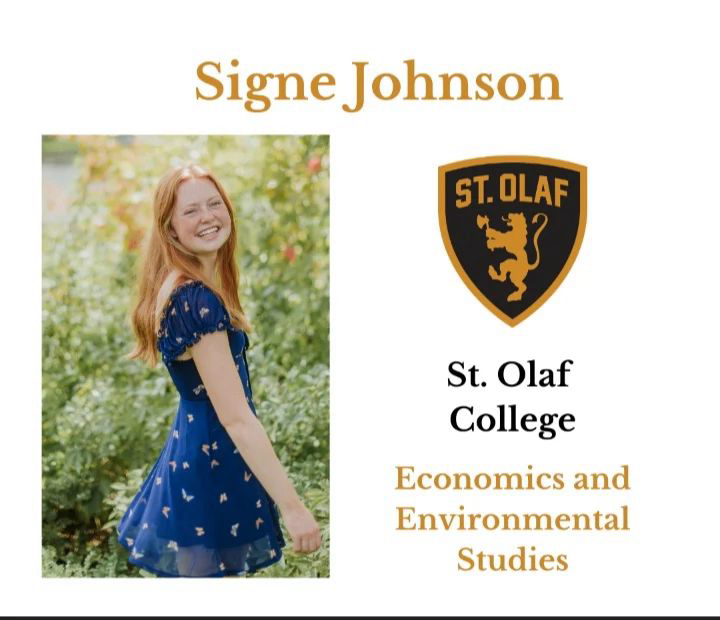 Signe Johnson
ST. OLAF
St. Olaf
College
Economics and
Environmental
Studies